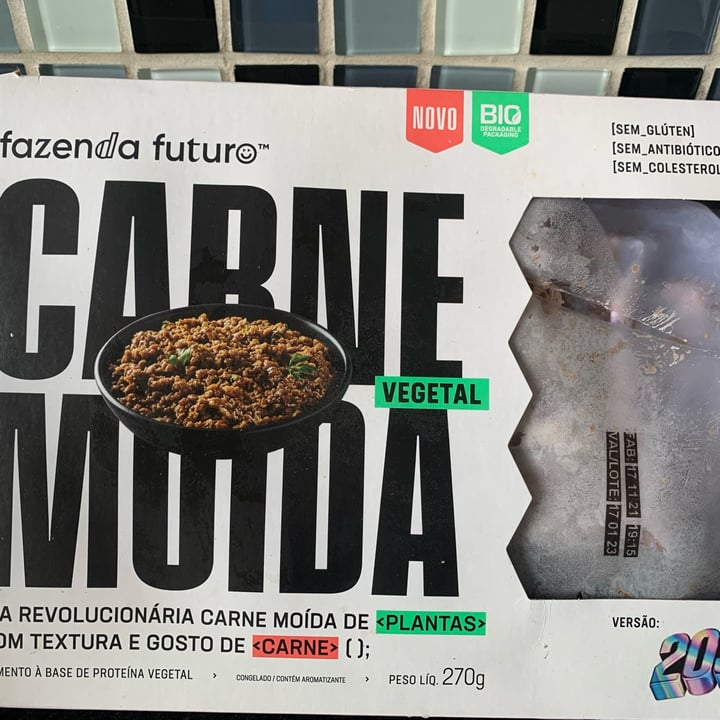 fazenda futuro™
NOVO
BIO
DEGRADABLE
PACKAGING
[SEM_GLÚTEN]
[SEM_ANTIBIÓTICO
[SEM_COLESTEROL
CARNE
VEGETAL
MOÍDA
FAB: 17 11 21 19:15
VAL/LOTE: 17 01 23
A REVOLUCIONÁRIA CARNE MOÍDA DE <PLANTAS>
OM TEXTURA E GOSTO DE <CARNE> ( );
MENTO À BASE DE PROTEÍNA VEGETAL > CONGELADO / CONTÉM AROMATIZANTE > PESO LÍQ. 270g
VERSÃO: